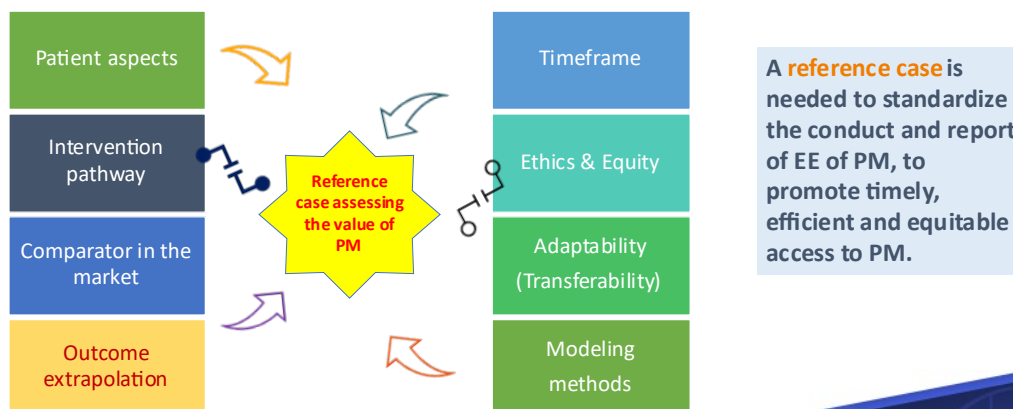 Patient aspects
Intervention
pathway
Comparator in the
market
Outcome
extrapolation
Reference
case assessing
the value of
PM
Timeframe
Ethics & Equity
Adaptability
(Transferability)
Modeling
methods
A reference case is
needed to standardize
the conduct and report
of EE of PM, to
promote timely,
efficient and equitable
access to PM.